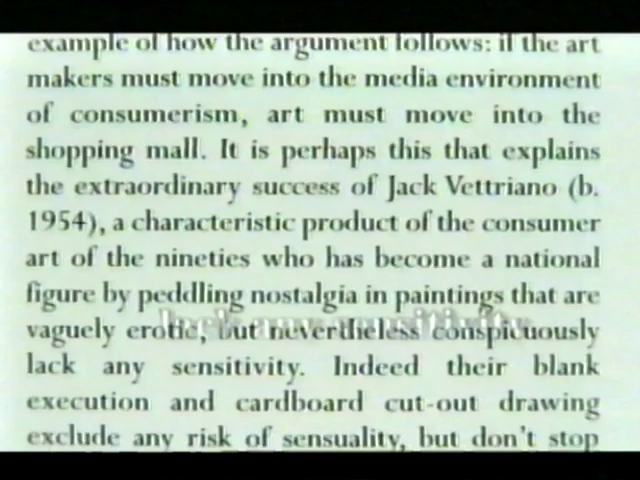 example of how the argument follows: if the art
makers must move into the media environment
of consumerism, art must move into the
shopping mall. It is perhaps this that explains
the extraordinary success of Jack Vettriano (b.
1954), a characteristic product of the consumer
art of the nineties who has become a national
figure by peddling nostalgia in paintings that are
lack any sensitivity
vaguely erotic, but nevertheless conspicuously
lack any sensitivity. Indeed their blank
execution and cardboard cut-out drawing
exclude any risk of sensuality, but don't stop